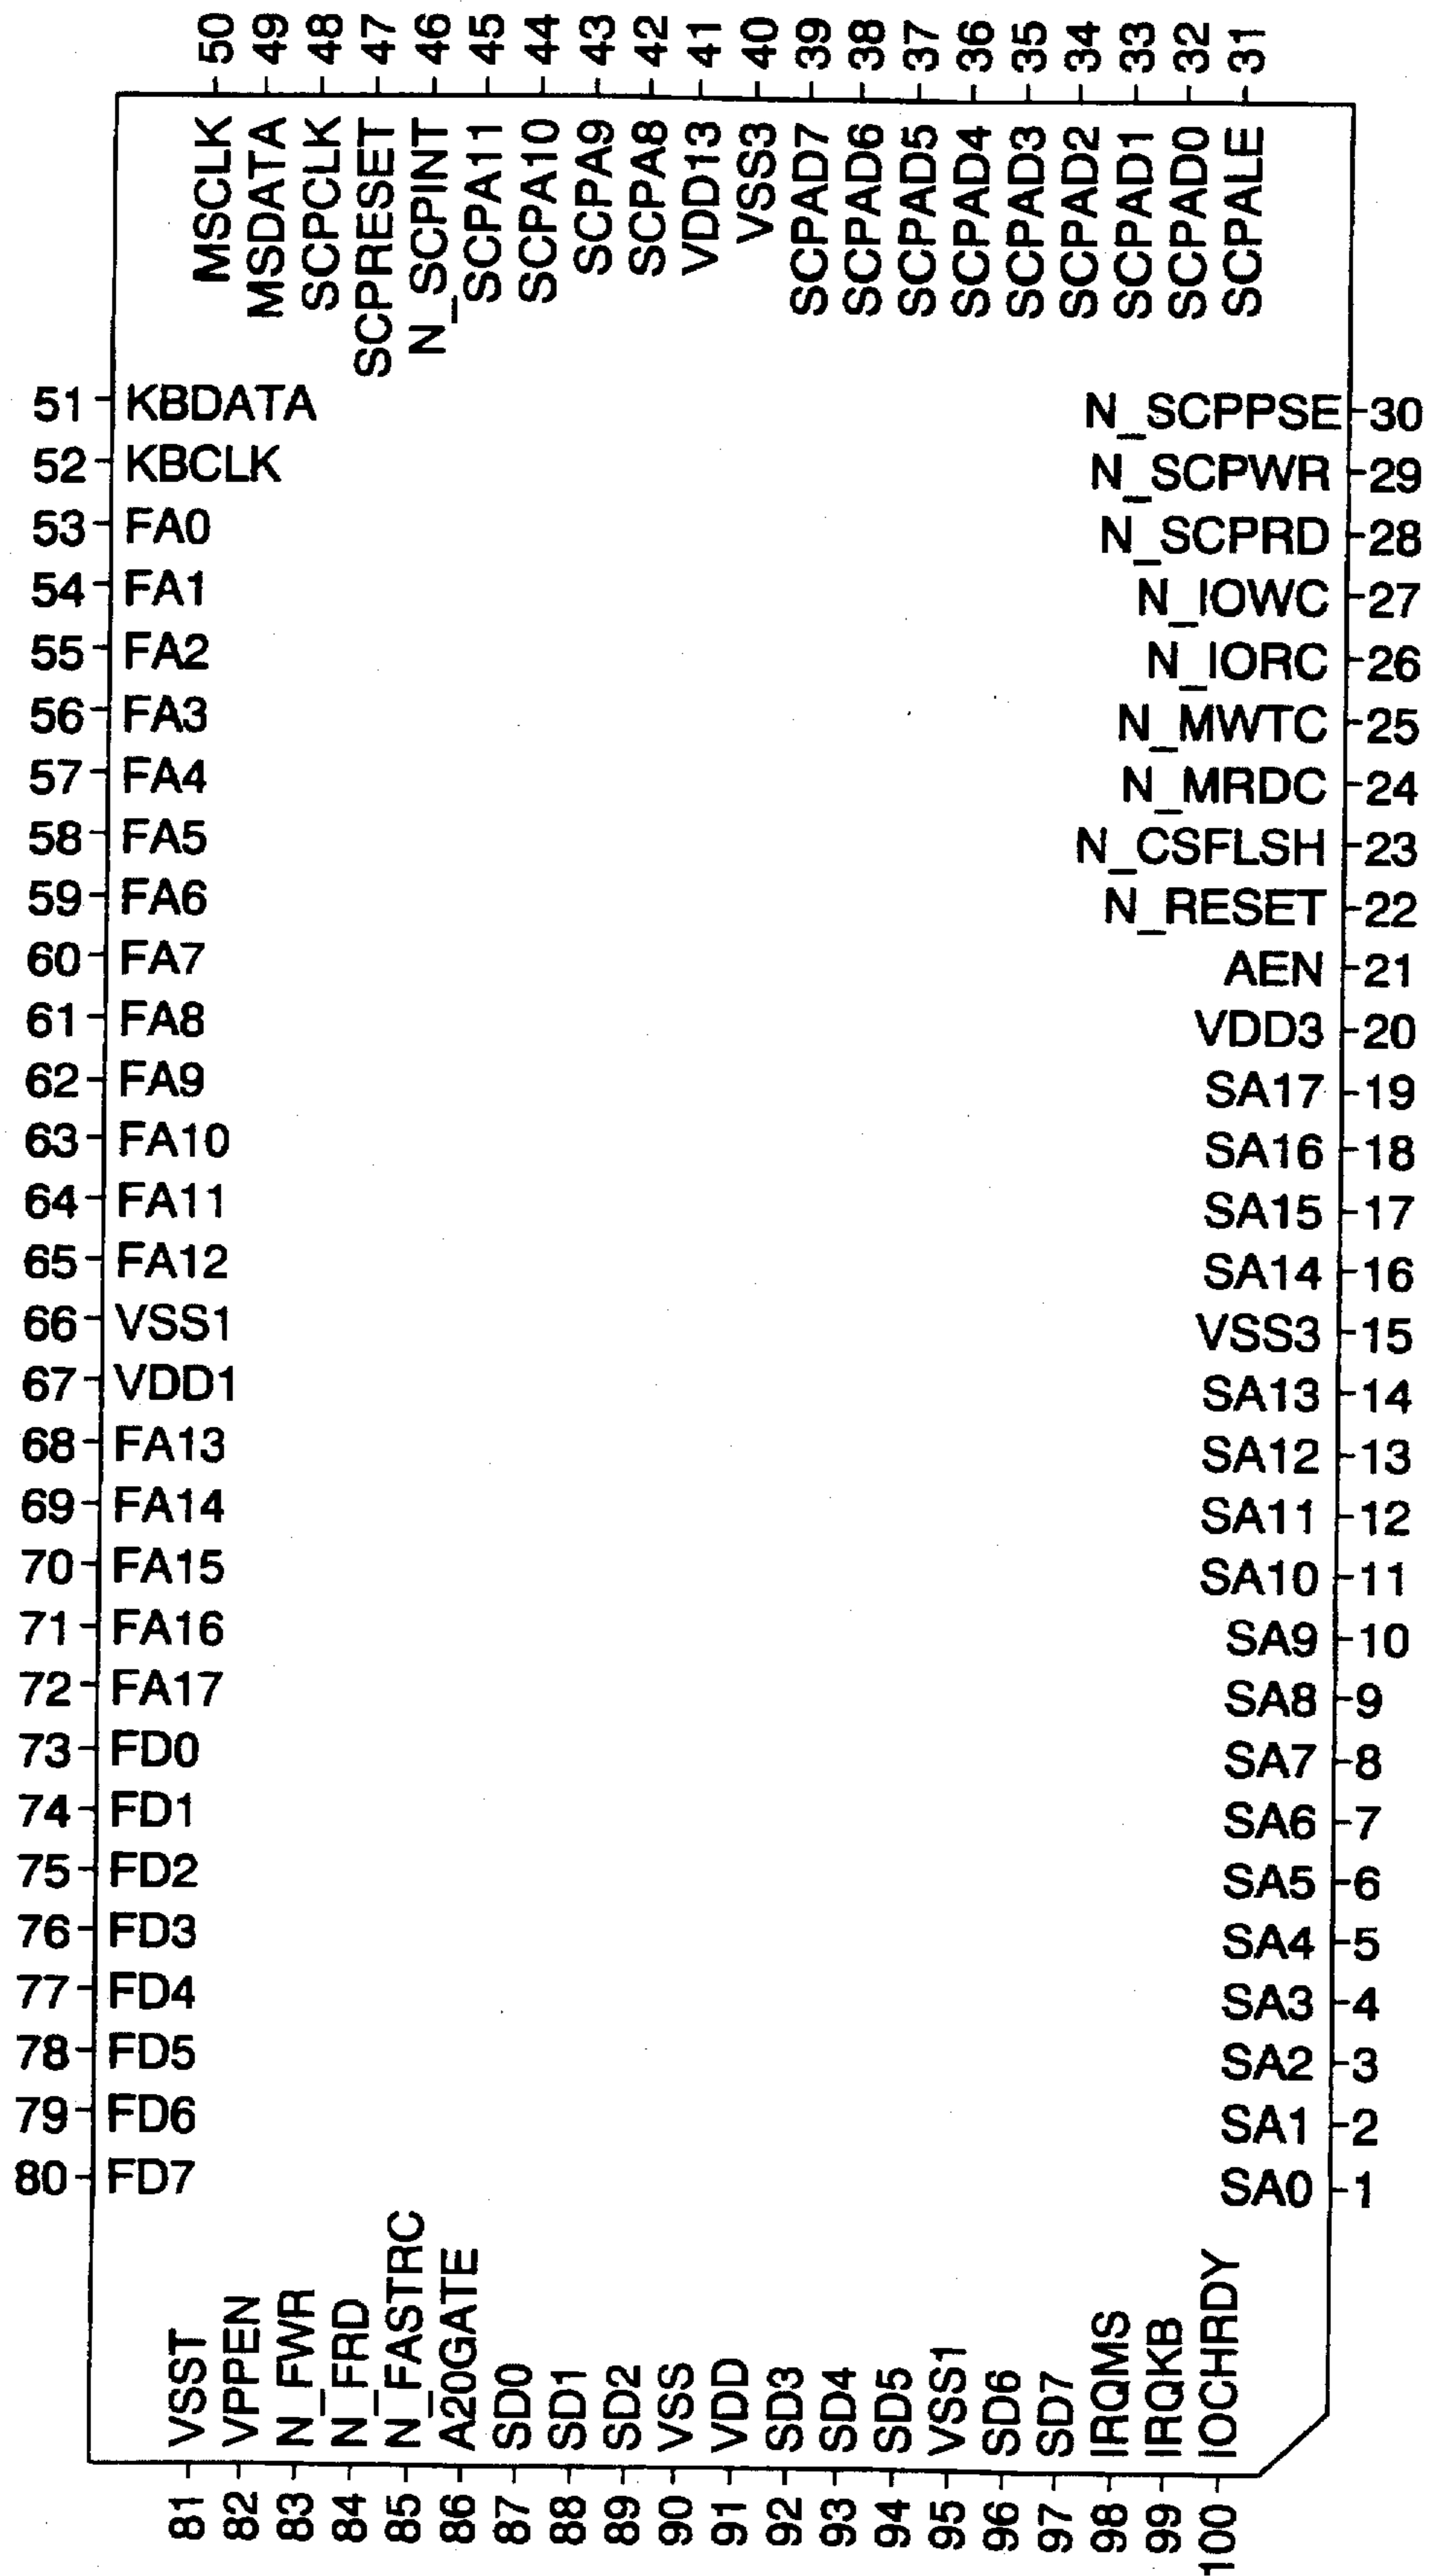 50 49 48 47 46 45 44 43 42 41 40 39 38 37 36 35 34 33 32 31
MSCLK MSDATA SCPCLK SCPRESET N_SCPINT SCPA11 SCPA10 SCPA9 SCPA8 VDD13 VSS3 SCPAD7 SCPAD6 SCPAD5 SCPAD4 SCPAD3 SCPAD2 SCPAD1 SCPAD0 SCPALE
51 KBDATA N_SCPPSE 30
52 KBCLK N_SCPWR 29
53 FA0 N_SCPRD 28
54 FA1 N_IOWC 27
55 FA2 N_IORC 26
56 FA3 N_MWTC 25
57 FA4 N_MRDC 24
58 FA5 N_CSFLSH 23
59 FA6 N_RESET 22
60 FA7 AEN 21
61 FA8 VDD3 20
62 FA9 SA17 19
63 FA10 SA16 18
64 FA11 SA15 17
65 FA12 SA14 16
66 VSS1 VSS3 15
67 VDD1 SA13 14
68 FA13 SA12 13
69 FA14 SA11 12
70 FA15 SA10 11
71 FA16 SA9 10
72 FA17 SA8 9
73 FD0 SA7 8
74 FD1 SA6 7
75 FD2 SA5 6
76 FD3 SA4 5
77 FD4 SA3 4
78 FD5 SA2 3
79 FD6 SA1 2
80 FD7 SA0 1
VSST VPPEN N_FWR N_FRD N_FASTRC A20GATE SD0 SD1 SD2 VSS VDD SD3 SD4 SD5 VSS1 SD6 SD7 IRQMS IRQKB IOCHRDY
81 82 83 84 85 86 87 88 89 90 91 92 93 94 95 96 97 98 99 100